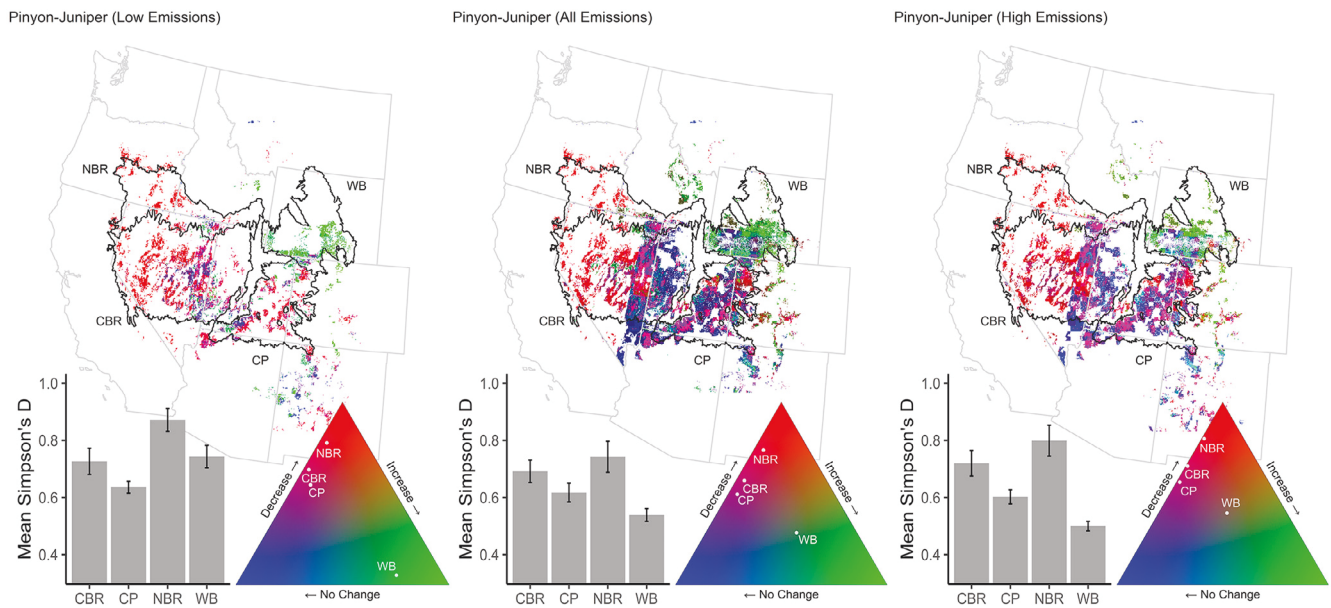 Pinyon-Juniper (Low Emissions)
NBR
WB
CBR
CP
Mean Simpson's D
1.0
0.8
0.6
0.4
CBR CP NBR WB
Decrease →
Increase →
← No Change
NBR
CBR
CP
WB
Pinyon-Juniper (All Emissions)
NBR
WB
CBR
CP
Mean Simpson's D
1.0
0.8
0.6
0.4
CBR CP NBR WB
Decrease →
Increase →
← No Change
NBR
CBR
CP
WB
Pinyon-Juniper (High Emissions)
NBR
WB
CBR
CP
Mean Simpson's D
1.0
0.8
0.6
0.4
CBR CP NBR WB
Decrease →
Increase →
← No Change
NBR
CBR
CP
WB